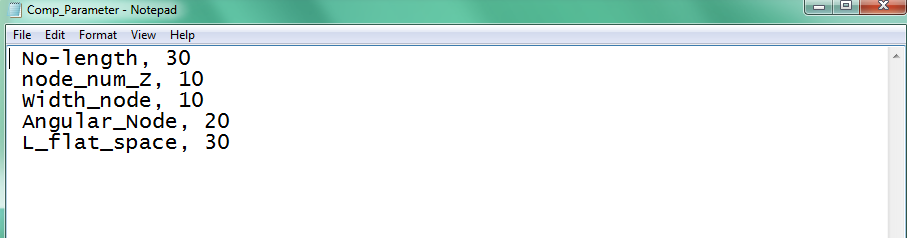 Comp_Parameter - Notepad
File Edit Format View Help
No-length, 30
node_num_Z, 10
Width_node, 10
Angular_Node, 20
L_flat_space, 30